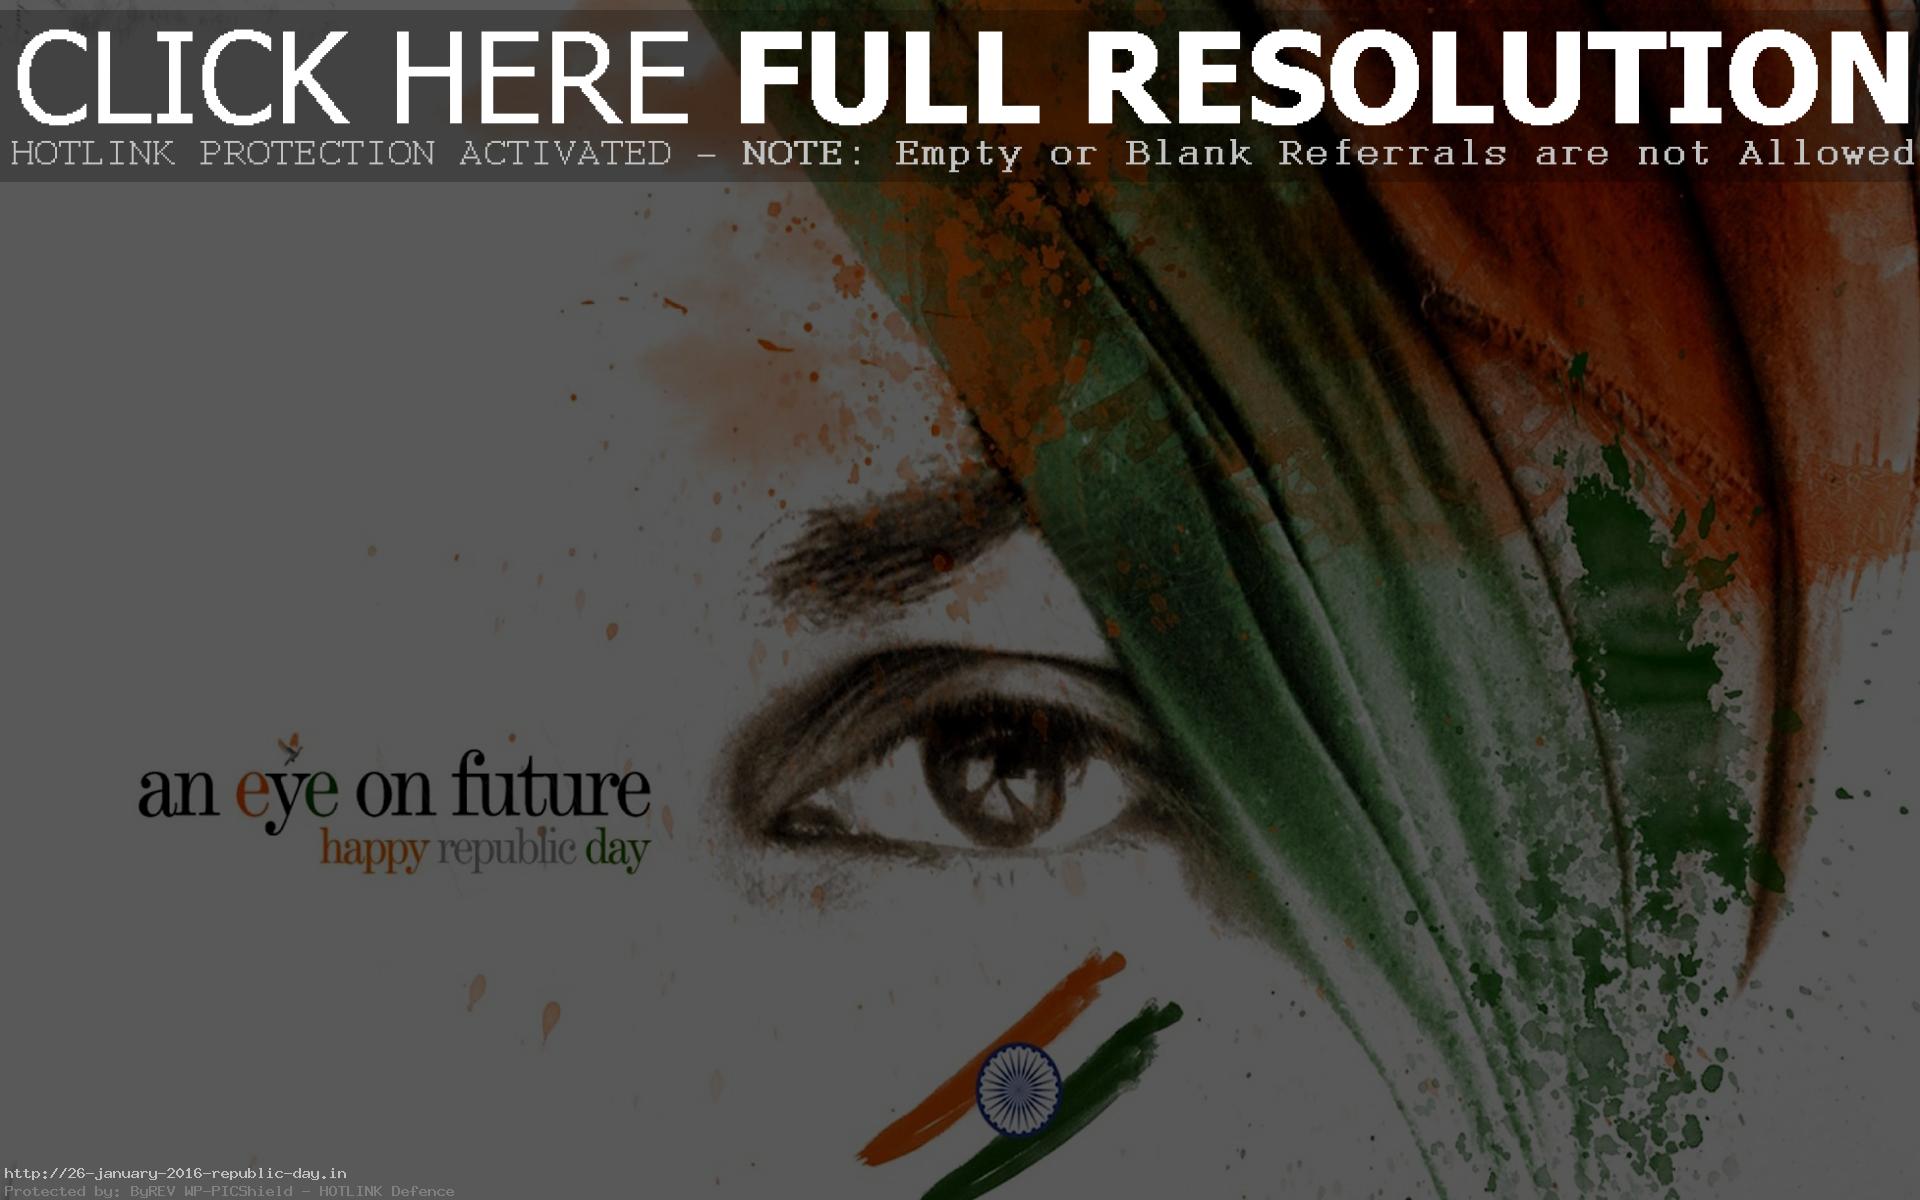 CLICK HERE FULL RESOLUTION
HOTLINK PROTECTION ACTIVATED - NOTE: Empty or Blank Referrals are not Allowed
an eye on future
happy republic day
http://26-january-2016-republic-day.in
Protected by: ByREV WP-PICShield - HOTLINK Defence